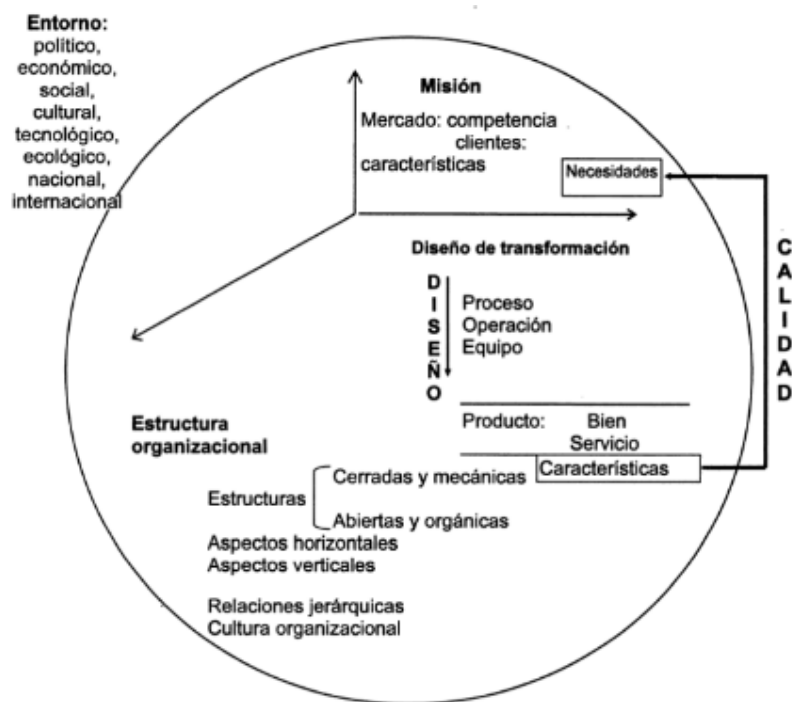 Entorno:
político,
económico,
social,
cultural,
tecnológico,
ecológico,
nacional,
internacional
Misión
Mercado: competencia
clientes:
características
Necesidades
Diseño de transformación
DISEÑO
Proceso
Operación
Equipo
Producto: Bien
Servicio
Características
CALIDAD
Estructura
organizacional
Estructuras
Cerradas y mecánicas
Abiertas y orgánicas
Aspectos horizontales
Aspectos verticales
Relaciones jerárquicas
Cultura organizacional